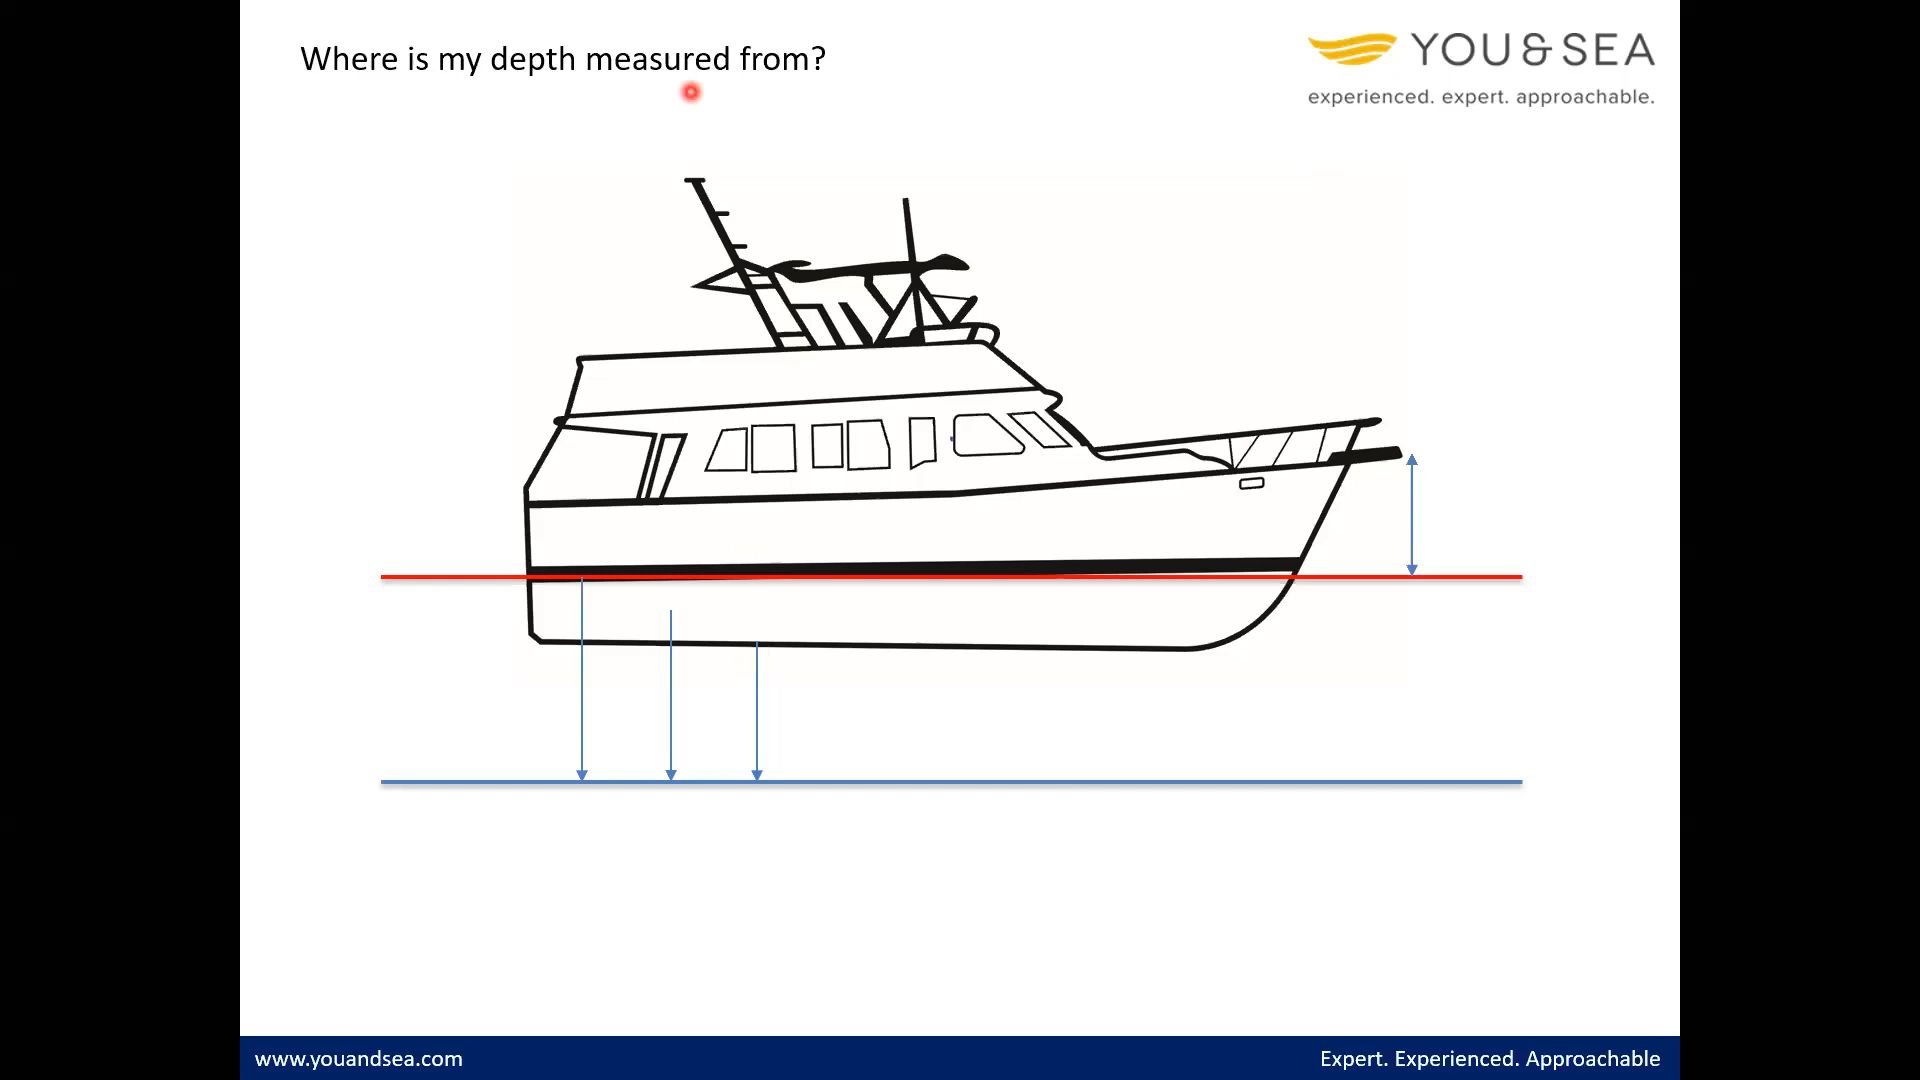 Where is my depth measured from?
YOU & SEA
experienced. expert. approachable.
www.youandsea.com
Expert. Experienced. Approachable